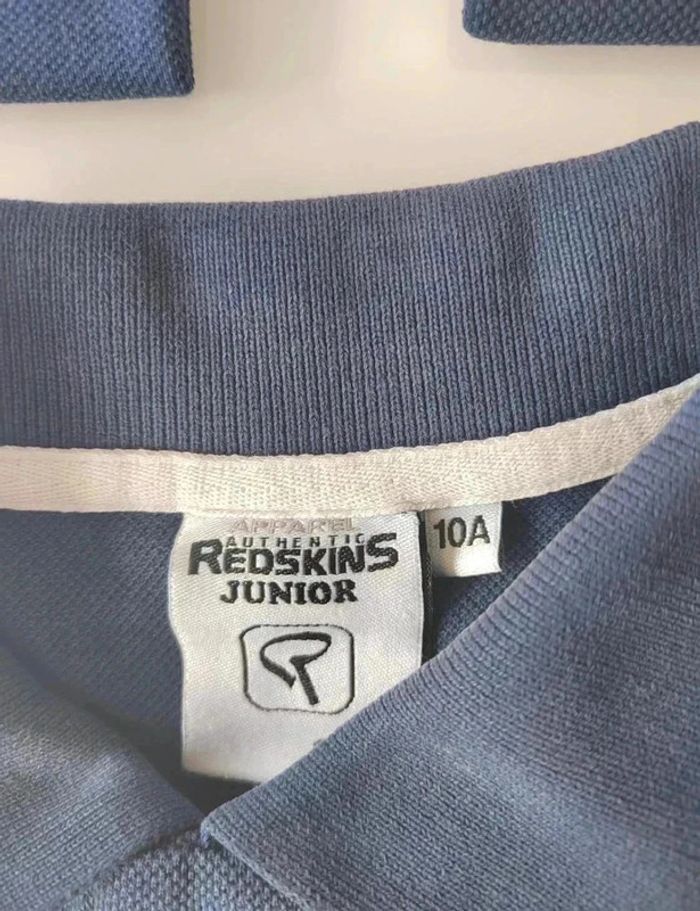 APPAREL
AUTHENTIC
REDSKINS
JUNIOR
10A